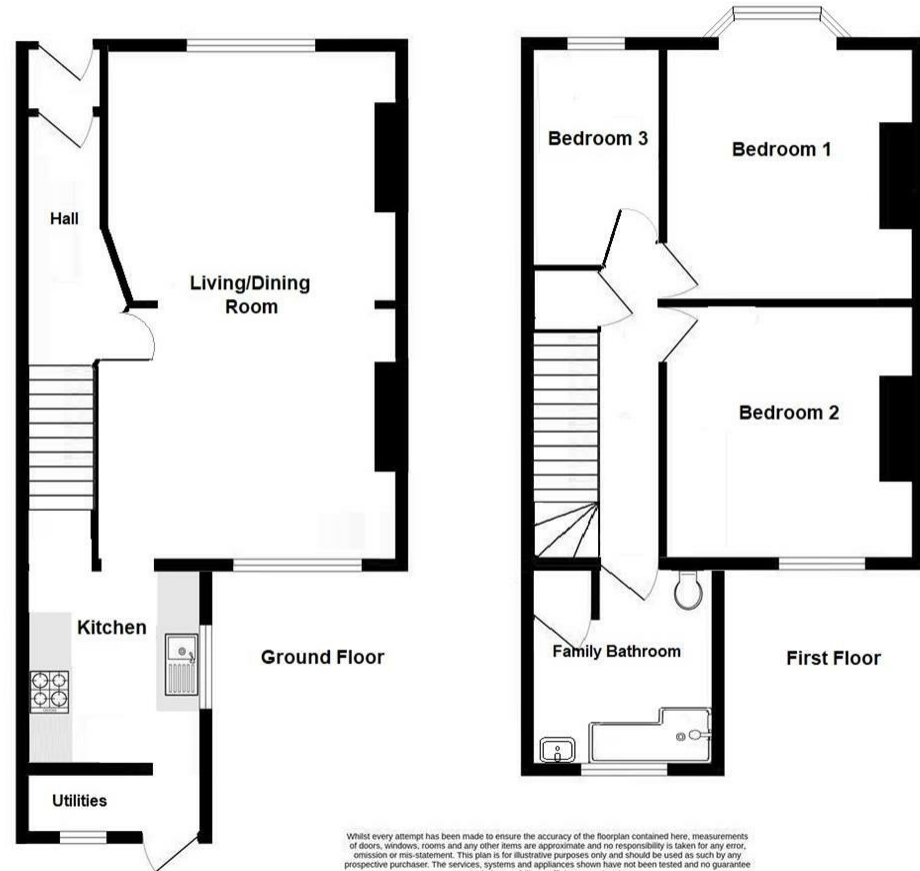 Bedroom 3
Bedroom 1
Hall
Living/Dining
Room
Bedroom 2
Kitchen
Ground Floor
Family Bathroom
First Floor
Utilities
Whilst every attempt has been made to ensure the accuracy of the floorplan contained here, measurements
of doors, windows, rooms and any other items are approximate and no responsibility is taken for any error,
omission or mis-statement. This plan is for illustrative purposes only and should be used as such by any
prospective purchaser. The services, systems and appliances shown have not been tested and no guarantee